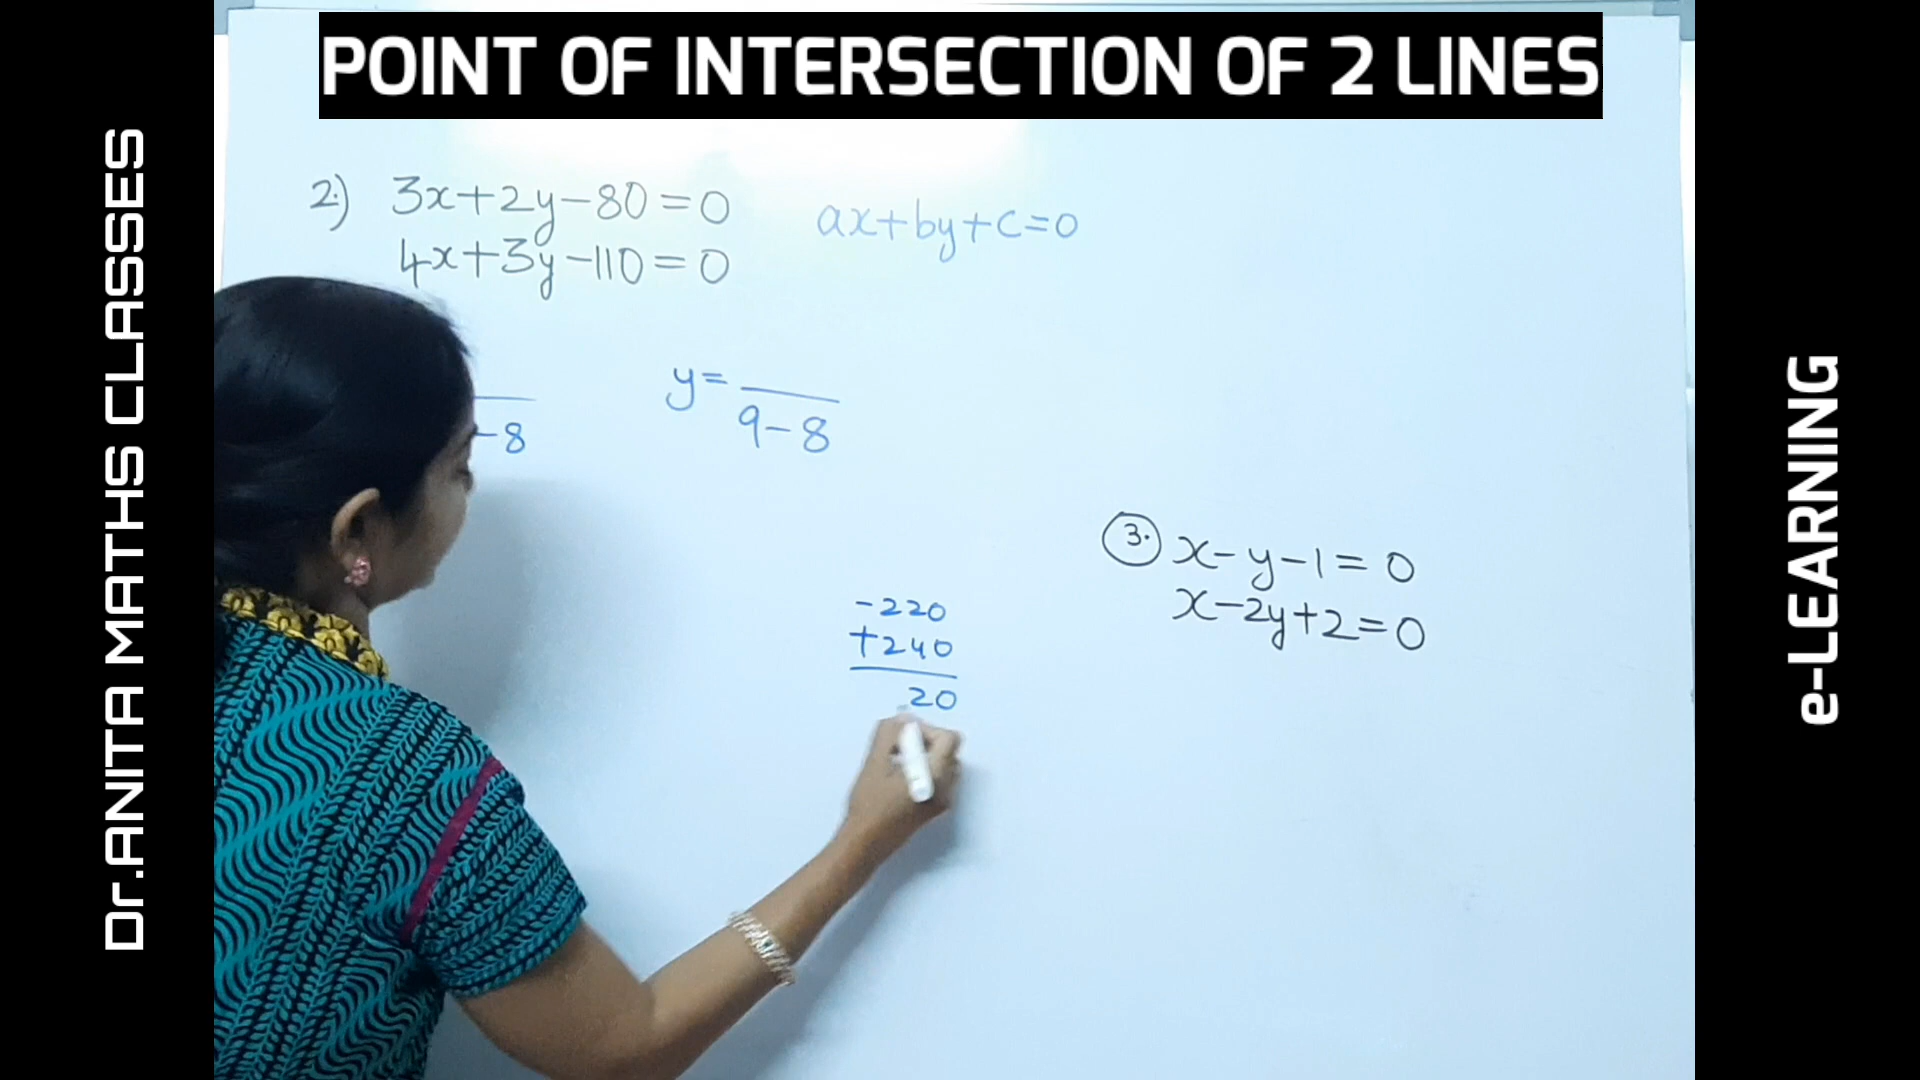 POINT OF INTERSECTION OF 2 LINES
Dr.ANITA MATHS CLASSES
2.) 3x+2y-80=0
4x+3y-110=0
ax+by+c=0
-8
y=
9-8
-220
+240
20
3. x-y-1=0
x-2y+2=0
e-LEARNING